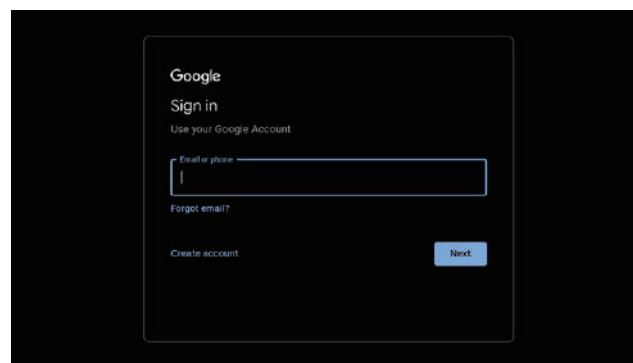 Google
Sign in
Use your Google Account
Email or phone
Forgot email?
Create account
Next